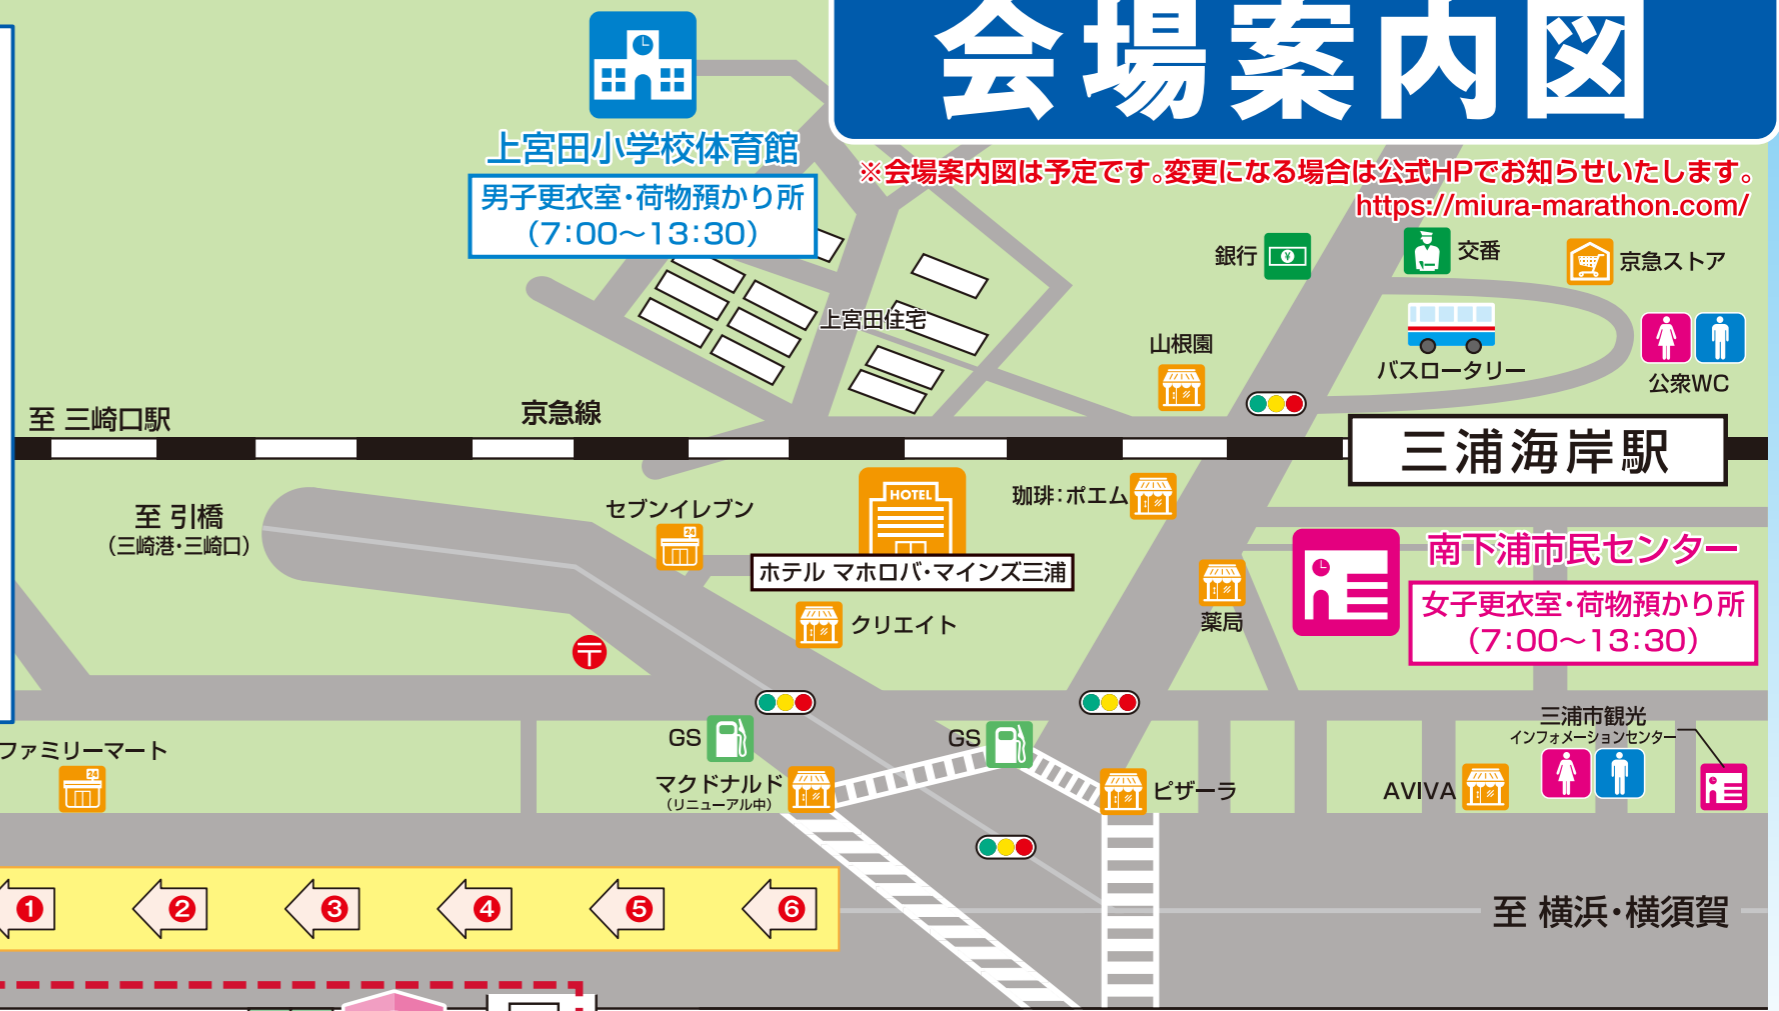 会場案内図
※会場案内図は予定です。変更になる場合は公式HPでお知らせいたします。
https://miura-marathon.com/
上宮田小学校体育館
男子更衣室・荷物預かり所
(7:00～13:30)
銀行
交番
京急ストア
上宮田住宅
山根園
バスロータリー
公衆WC
至 三崎口駅
京急線
三浦海岸駅
至 引橋
(三崎港・三崎口)
セブンイレブン
24
HOTEL
ホテル マホロバ・マインズ三浦
珈琲:ポエム
南下浦市民センター
女子更衣室・荷物預かり所
(7:00～13:30)
クリエイト
薬局
〒
GS
GS
三浦市観光
インフォメーションセンター
ファミリーマート
24
マクドナルド
(リニューアル中)
ピザーラ
AVIVA
1 2 3 4 5 6
至 横浜・横須賀